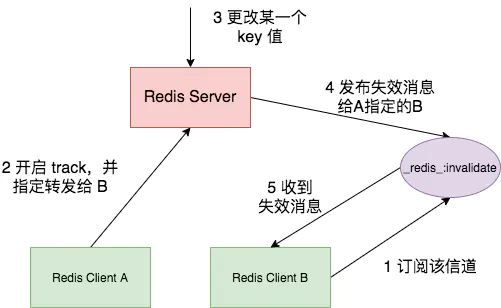 3 更改某一个
key 值
Redis Server
4 发布失效消息
给A指定的B
2 开启 track，并
指定转发给 B
_redis_:invalidate
5 收到
失效消息
Redis Client A
Redis Client B
1 订阅该信道